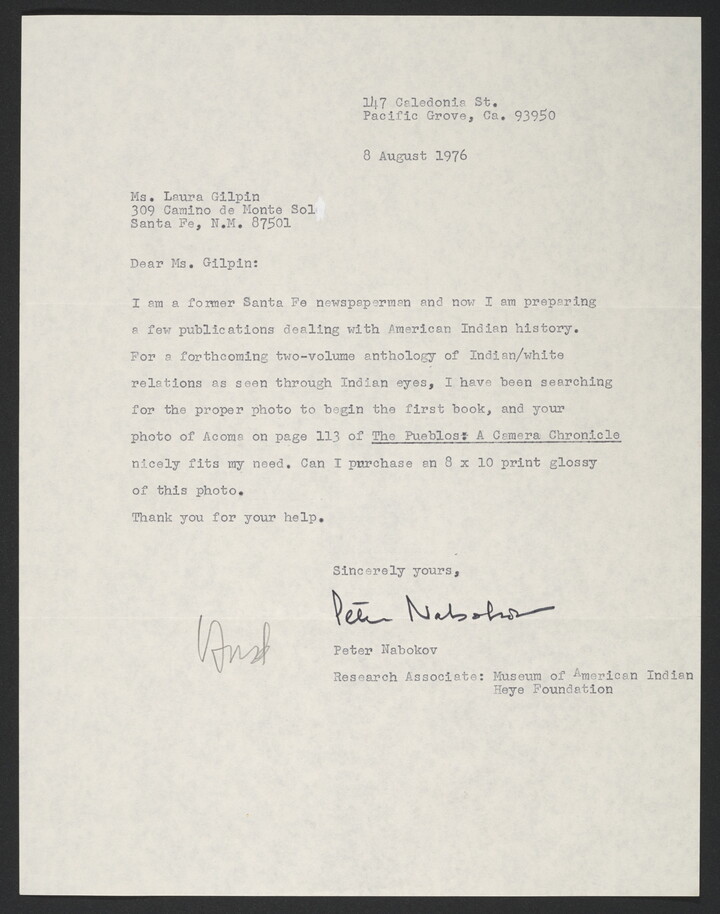 147 Caledonia St.
Pacific Grove, Ca. 93950
8 August 1976
Ms. Laura Gilpin
309 Camino de Monte Sol
Santa Fe, N.M. 87501
Dear Ms. Gilpin:
I am a former Santa Fe newspaperman and now I am preparing
a few publications dealing with American Indian history.
For a forthcoming two-volume anthology of Indian/white
relations as seen through Indian eyes, I have been searching
for the proper photo to begin the first book, and your
photo of Acoma on page 113 of The Pueblos: A Camera Chronicle
nicely fits my need. Can I purchase an 8 x 10 print glossy
of this photo.
Thank you for your help.
Sincerely yours,
Peter Nabokov
Peter Nabokov
Research Associate: Museum of American Indian
Heye Foundation